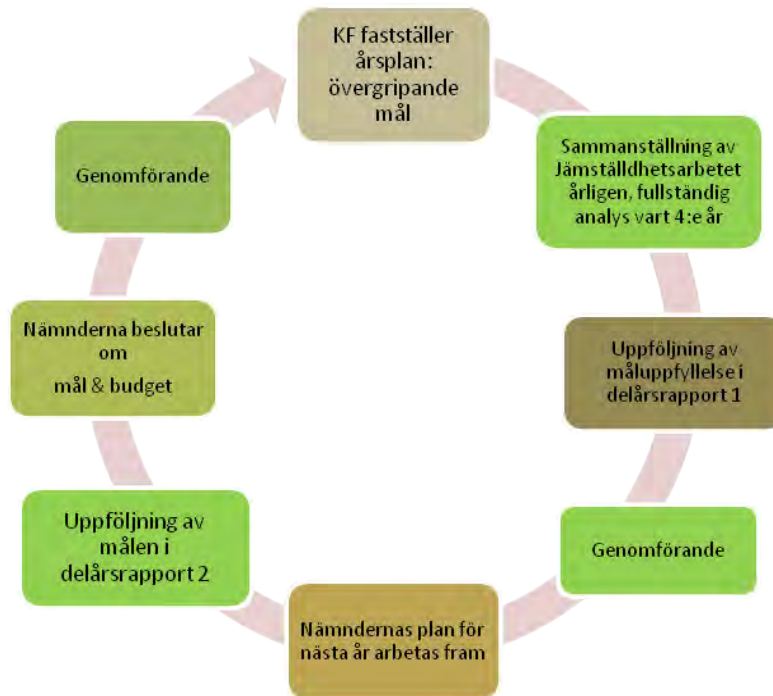 KF fastställer
årsplan:
övergripande
mål
Sammanställning av
Jämställdhetsarbetet
årligen, fullständig
analys vart 4:e år
Uppföljning av
måluppfyllelse i
delårsrapport 1
Genomförande
Nämndernas plan för
nästa år arbetas fram
Uppföljning av
målen i
delårsrapport 2
Nämnderna beslutar
om
mål & budget
Genomförande